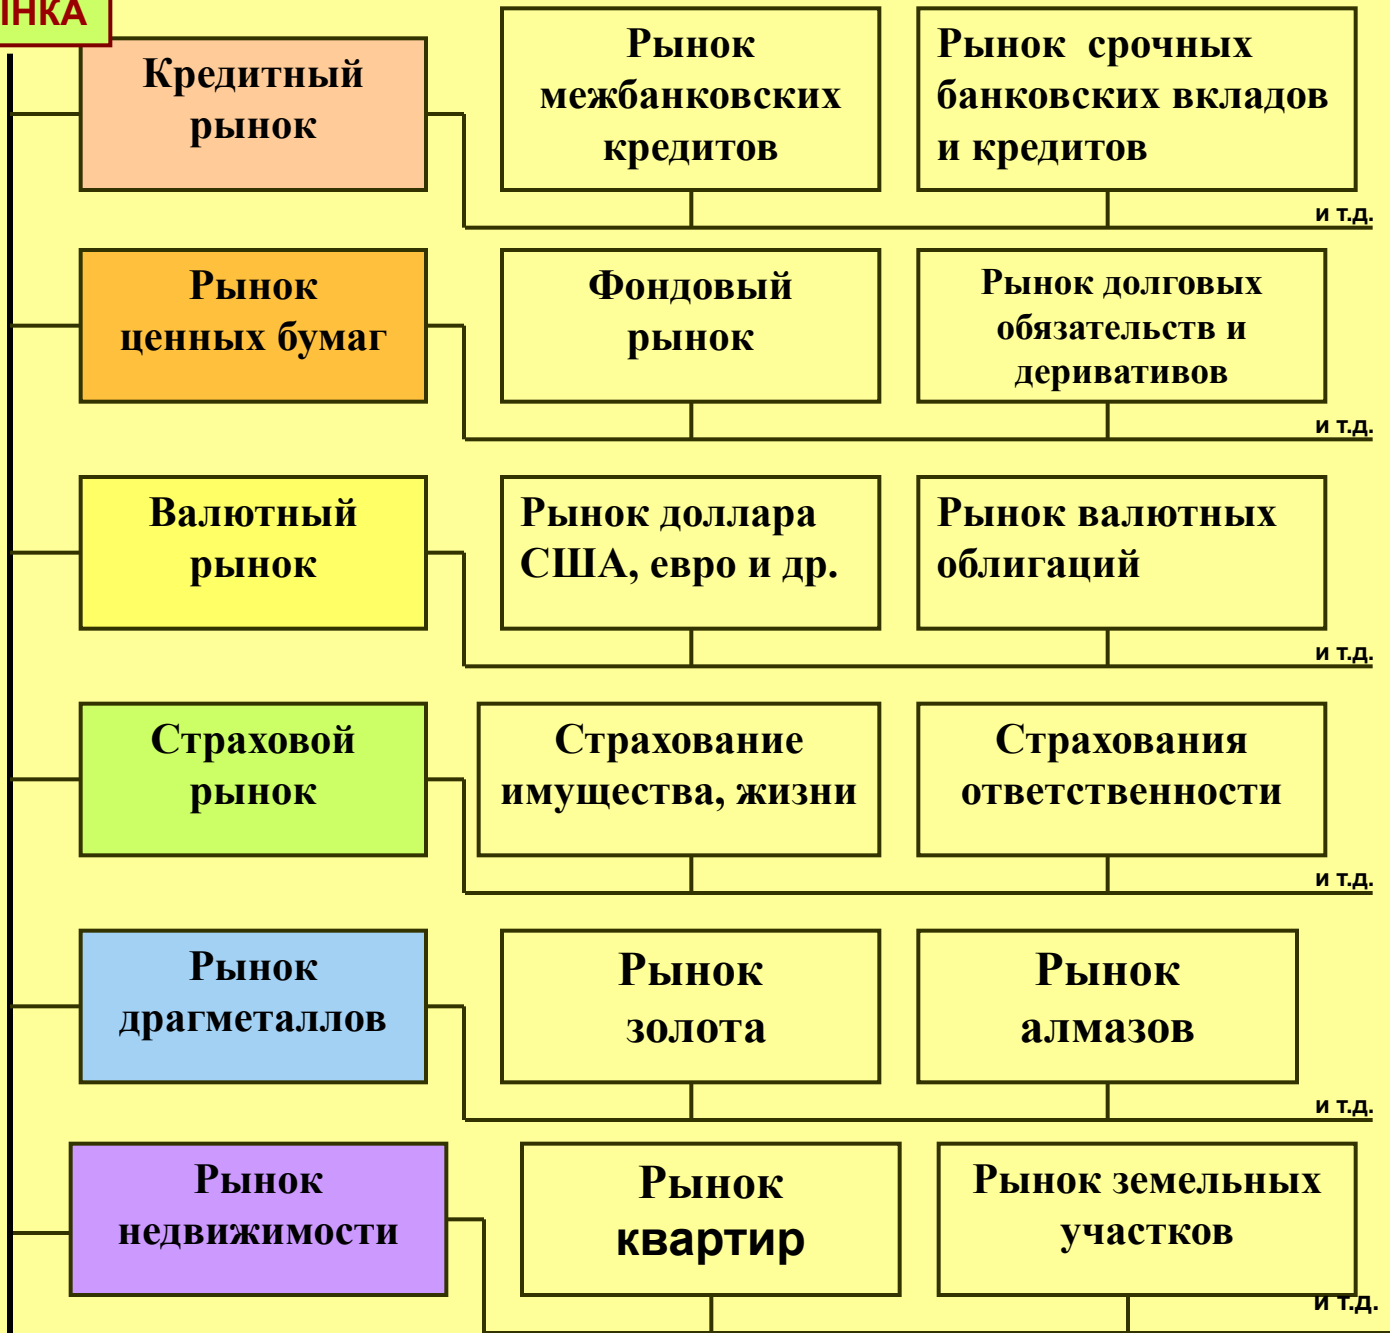 Кредитный
рынок
Рынок
межбанковских
кредитов
Рынок срочных
банковских вкладов
и кредитов
и т.д.
Рынок
ценных бумаг
Фондовый
рынок
Рынок долговых
обязательств и
деривативов
и т.д.
Валютный
рынок
Рынок доллара
США, евро и др.
Рынок валютных
облигаций
и т.д.
Страховой
рынок
Страхование
имущества, жизни
Страхования
ответственности
и т.д.
Рынок
драгметаллов
Рынок
золота
Рынок
алмазов
и т.д.
Рынок
недвижимости
Рынок
квартир
Рынок земельных
участков
и т.д.